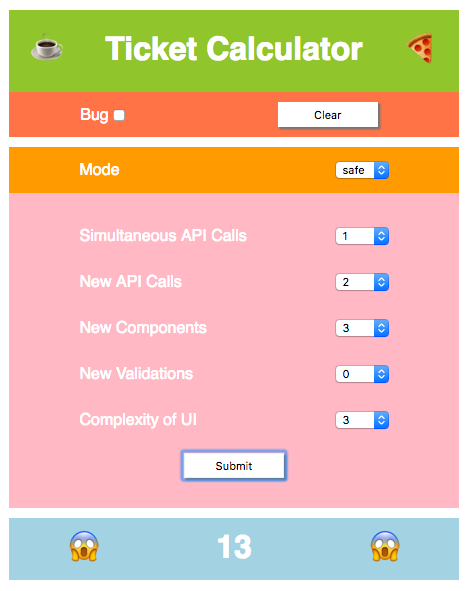 Ticket Calculator
Bug Clear
Mode safe
Simultaneous API Calls 1
New API Calls 2
New Components 3
New Validations 0
Complexity of UI 3
Submit
13